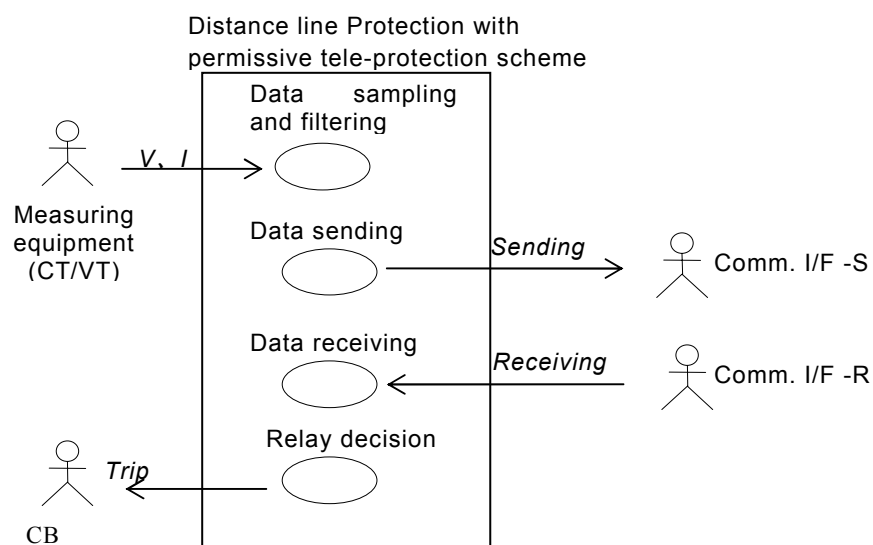 Distance line Protection with
permissive tele-protection scheme
Data sampling
and filtering
V、I
Measuring
equipment
(CT/VT)
Data sending
Sending
Comm. I/F -S
Data receiving
Receiving
Comm. I/F -R
Relay decision
Trip
CB